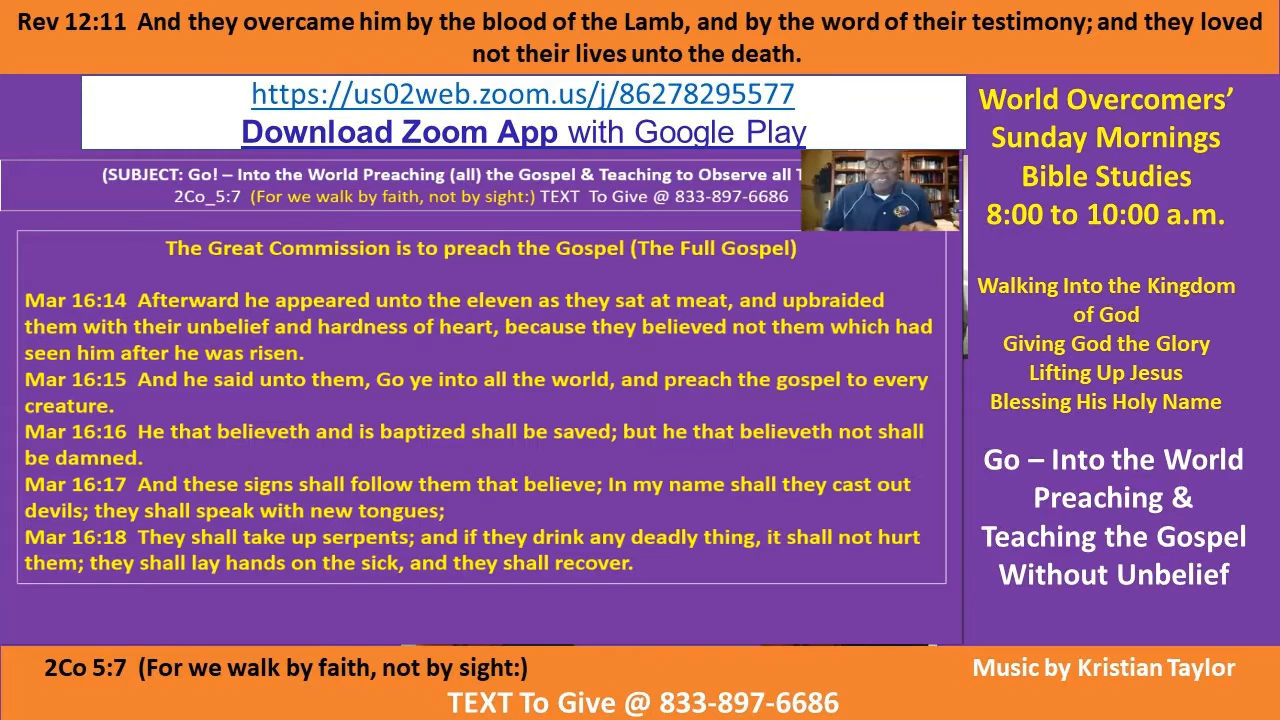 Rev 12:11 And they overcame him by the blood of the Lamb, and by the word of their testimony; and they loved
not their lives unto the death.
https://us02web.zoom.us/j/86278295577
Download Zoom App with Google Play
(SUBJECT: Go! – Into the World Preaching (all) the Gospel & Teaching to Observe all
2Co_5:7 (For we walk by faith, not by sight:) TEXT To Give @ 833-897-6686
The Great Commission is to preach the Gospel (The Full Gospel)
Mar 16:14 Afterward he appeared unto the eleven as they sat at meat, and upbraided
them with their unbelief and hardness of heart, because they believed not them which had
seen him after he was risen.
Mar 16:15 And he said unto them, Go ye into all the world, and preach the gospel to every
creature.
Mar 16:16 He that believeth and is baptized shall be saved; but he that believeth not shall
be damned.
Mar 16:17 And these signs shall follow them that believe; In my name shall they cast out
devils; they shall speak with new tongues;
Mar 16:18 They shall take up serpents; and if they drink any deadly thing, it shall not hurt
them; they shall lay hands on the sick, and they shall recover.
World Overcomers’
Sunday Mornings
Bible Studies
8:00 to 10:00 a.m.
Walking Into the Kingdom
of God
Giving God the Glory
Lifting Up Jesus
Blessing His Holy Name
Go – Into the World
Preaching &
Teaching the Gospel
Without Unbelief
2Co 5:7 (For we walk by faith, not by sight:)
Music by Kristian Taylor
TEXT To Give @ 833-897-6686